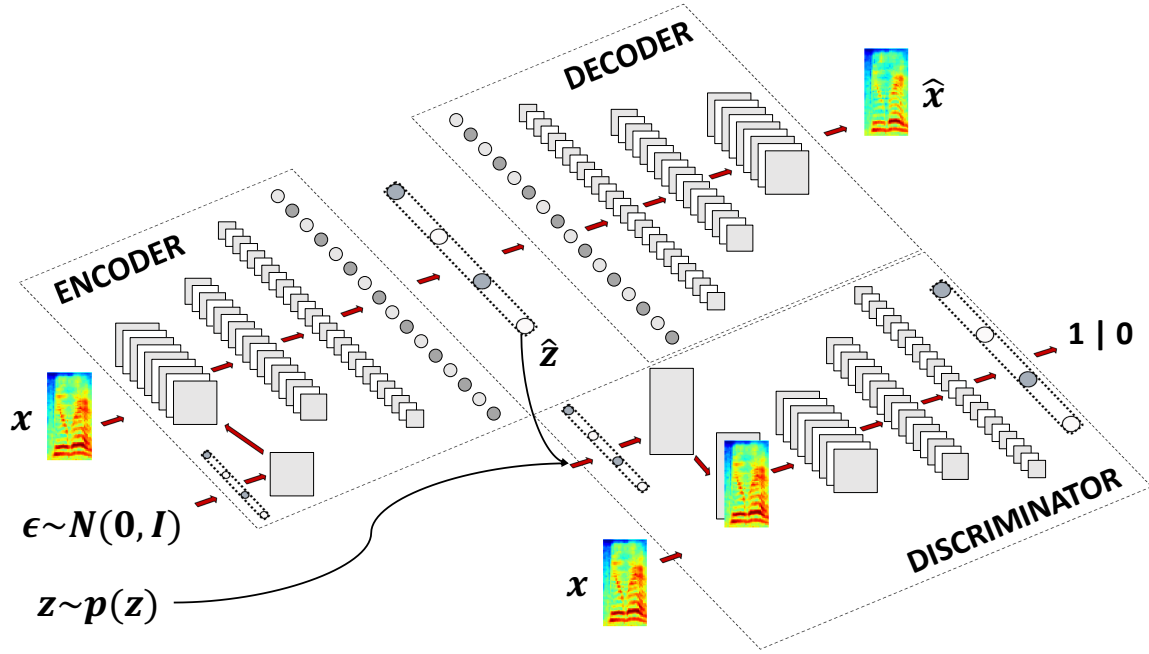 DECODER
x̂
ENCODER
ẑ
1 | 0
x
ϵ~N(0, I)
DISCRIMINATOR
x
z~p(z)